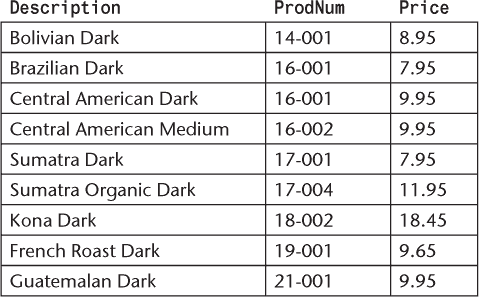 Description ProdNum Price
Bolivian Dark 14-001 8.95
Brazilian Dark 16-001 7.95
Central American Dark 16-001 9.95
Central American Medium 16-002 9.95
Sumatra Dark 17-001 7.95
Sumatra Organic Dark 17-004 11.95
Kona Dark 18-002 18.45
French Roast Dark 19-001 9.65
Guatemalan Dark 21-001 9.95